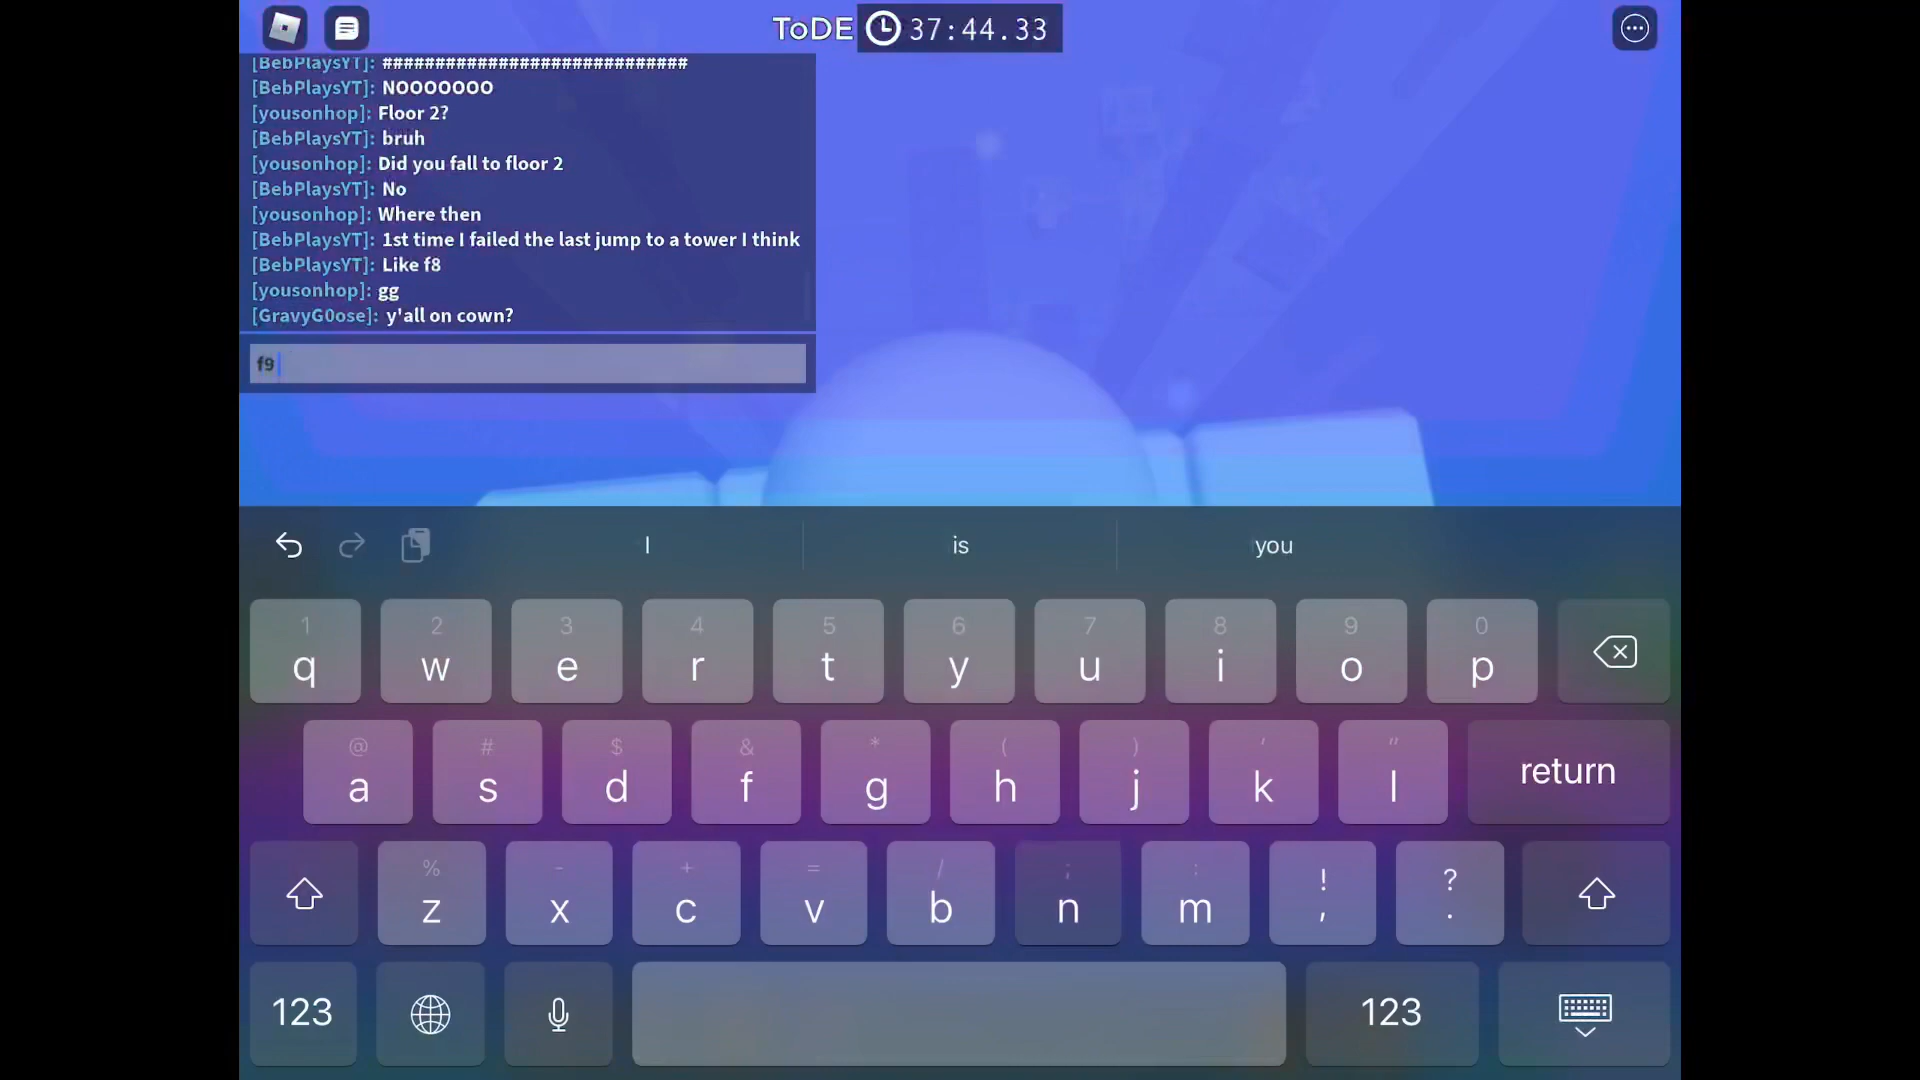 ToDE 37:44.33
[BebPlaysYT]: #############################
[BebPlaysYT]: NOOOOOOO
[yousonhop]: Floor 2?
[BebPlaysYT]: bruh
[yousonhop]: Did you fall to floor 2
[BebPlaysYT]: No
[yousonhop]: Where then
[BebPlaysYT]: 1st time I failed the last jump to a tower I think
[BebPlaysYT]: Like f8
[yousonhop]: gg
[GravyG0ose]: y'all on cown?
f9
I is you
1 2 3 4 5 6 7 8 9 0
q w e r t y u i o p
@ # $ & * ( ) ' "
a s d f g h j k l return
% - + = / ; : ! ?
z x c v b n m , .
123 123